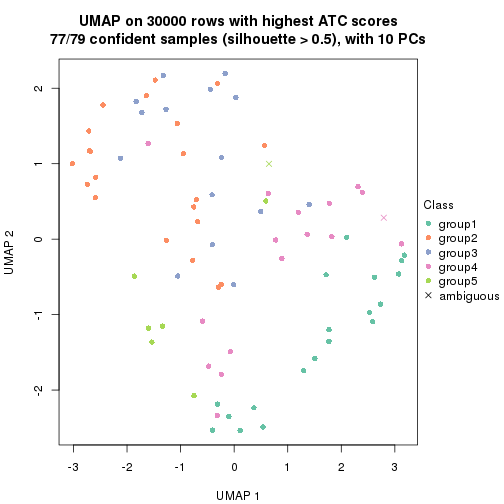 UMAP on 30000 rows with highest ATC scores
77/79 confident samples (silhouette > 0.5), with 10 PCs
2
1
0
-1
-2
UMAP 2
-3
-2
-1
0
1
2
3
UMAP 1
Class
group1
group2
group3
group4
group5
ambiguous